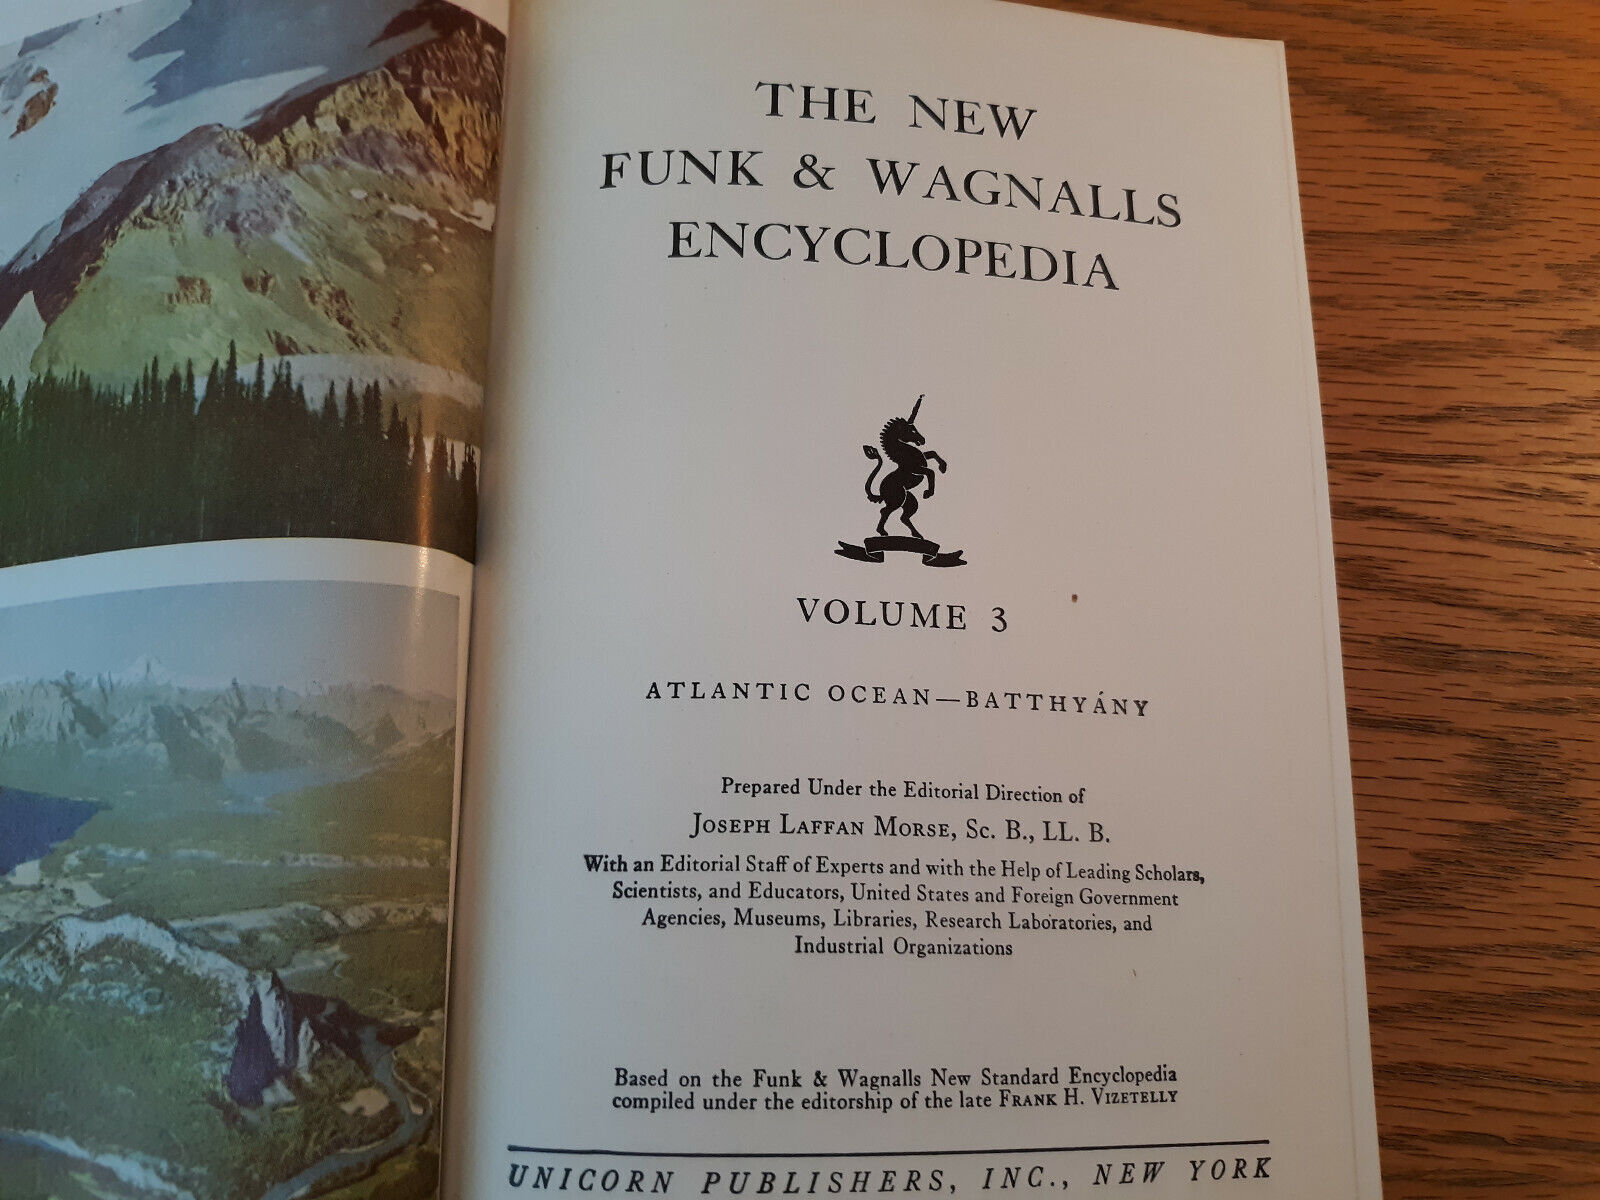 THE NEW
FUNK & WAGNALLS
ENCYCLOPEDIA
VOLUME 3
ATLANTIC OCEAN—BATTHYÁNY
Prepared Under the Editorial Direction of
JOSEPH LAFFAN MORSE, Sc. B., LL. B.
With an Editorial Staff of Experts and with the Help of Leading Scholars,
Scientists, and Educators, United States and Foreign Government
Agencies, Museums, Libraries, Research Laboratories, and
Industrial Organizations
Based on the Funk & Wagnalls New Standard Encyclopedia
compiled under the editorship of the late FRANK H. VIZETELLY
UNICORN PUBLISHERS, INC., NEW YORK